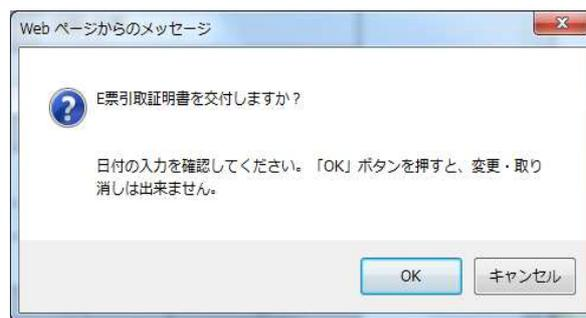 Web ページからのメッセージ
E票引取証明書を交付しますか？
日付の入力を確認してください。「OK」ボタンを押すと、変更・取り
消しは出来ません。
OK
キャンセル